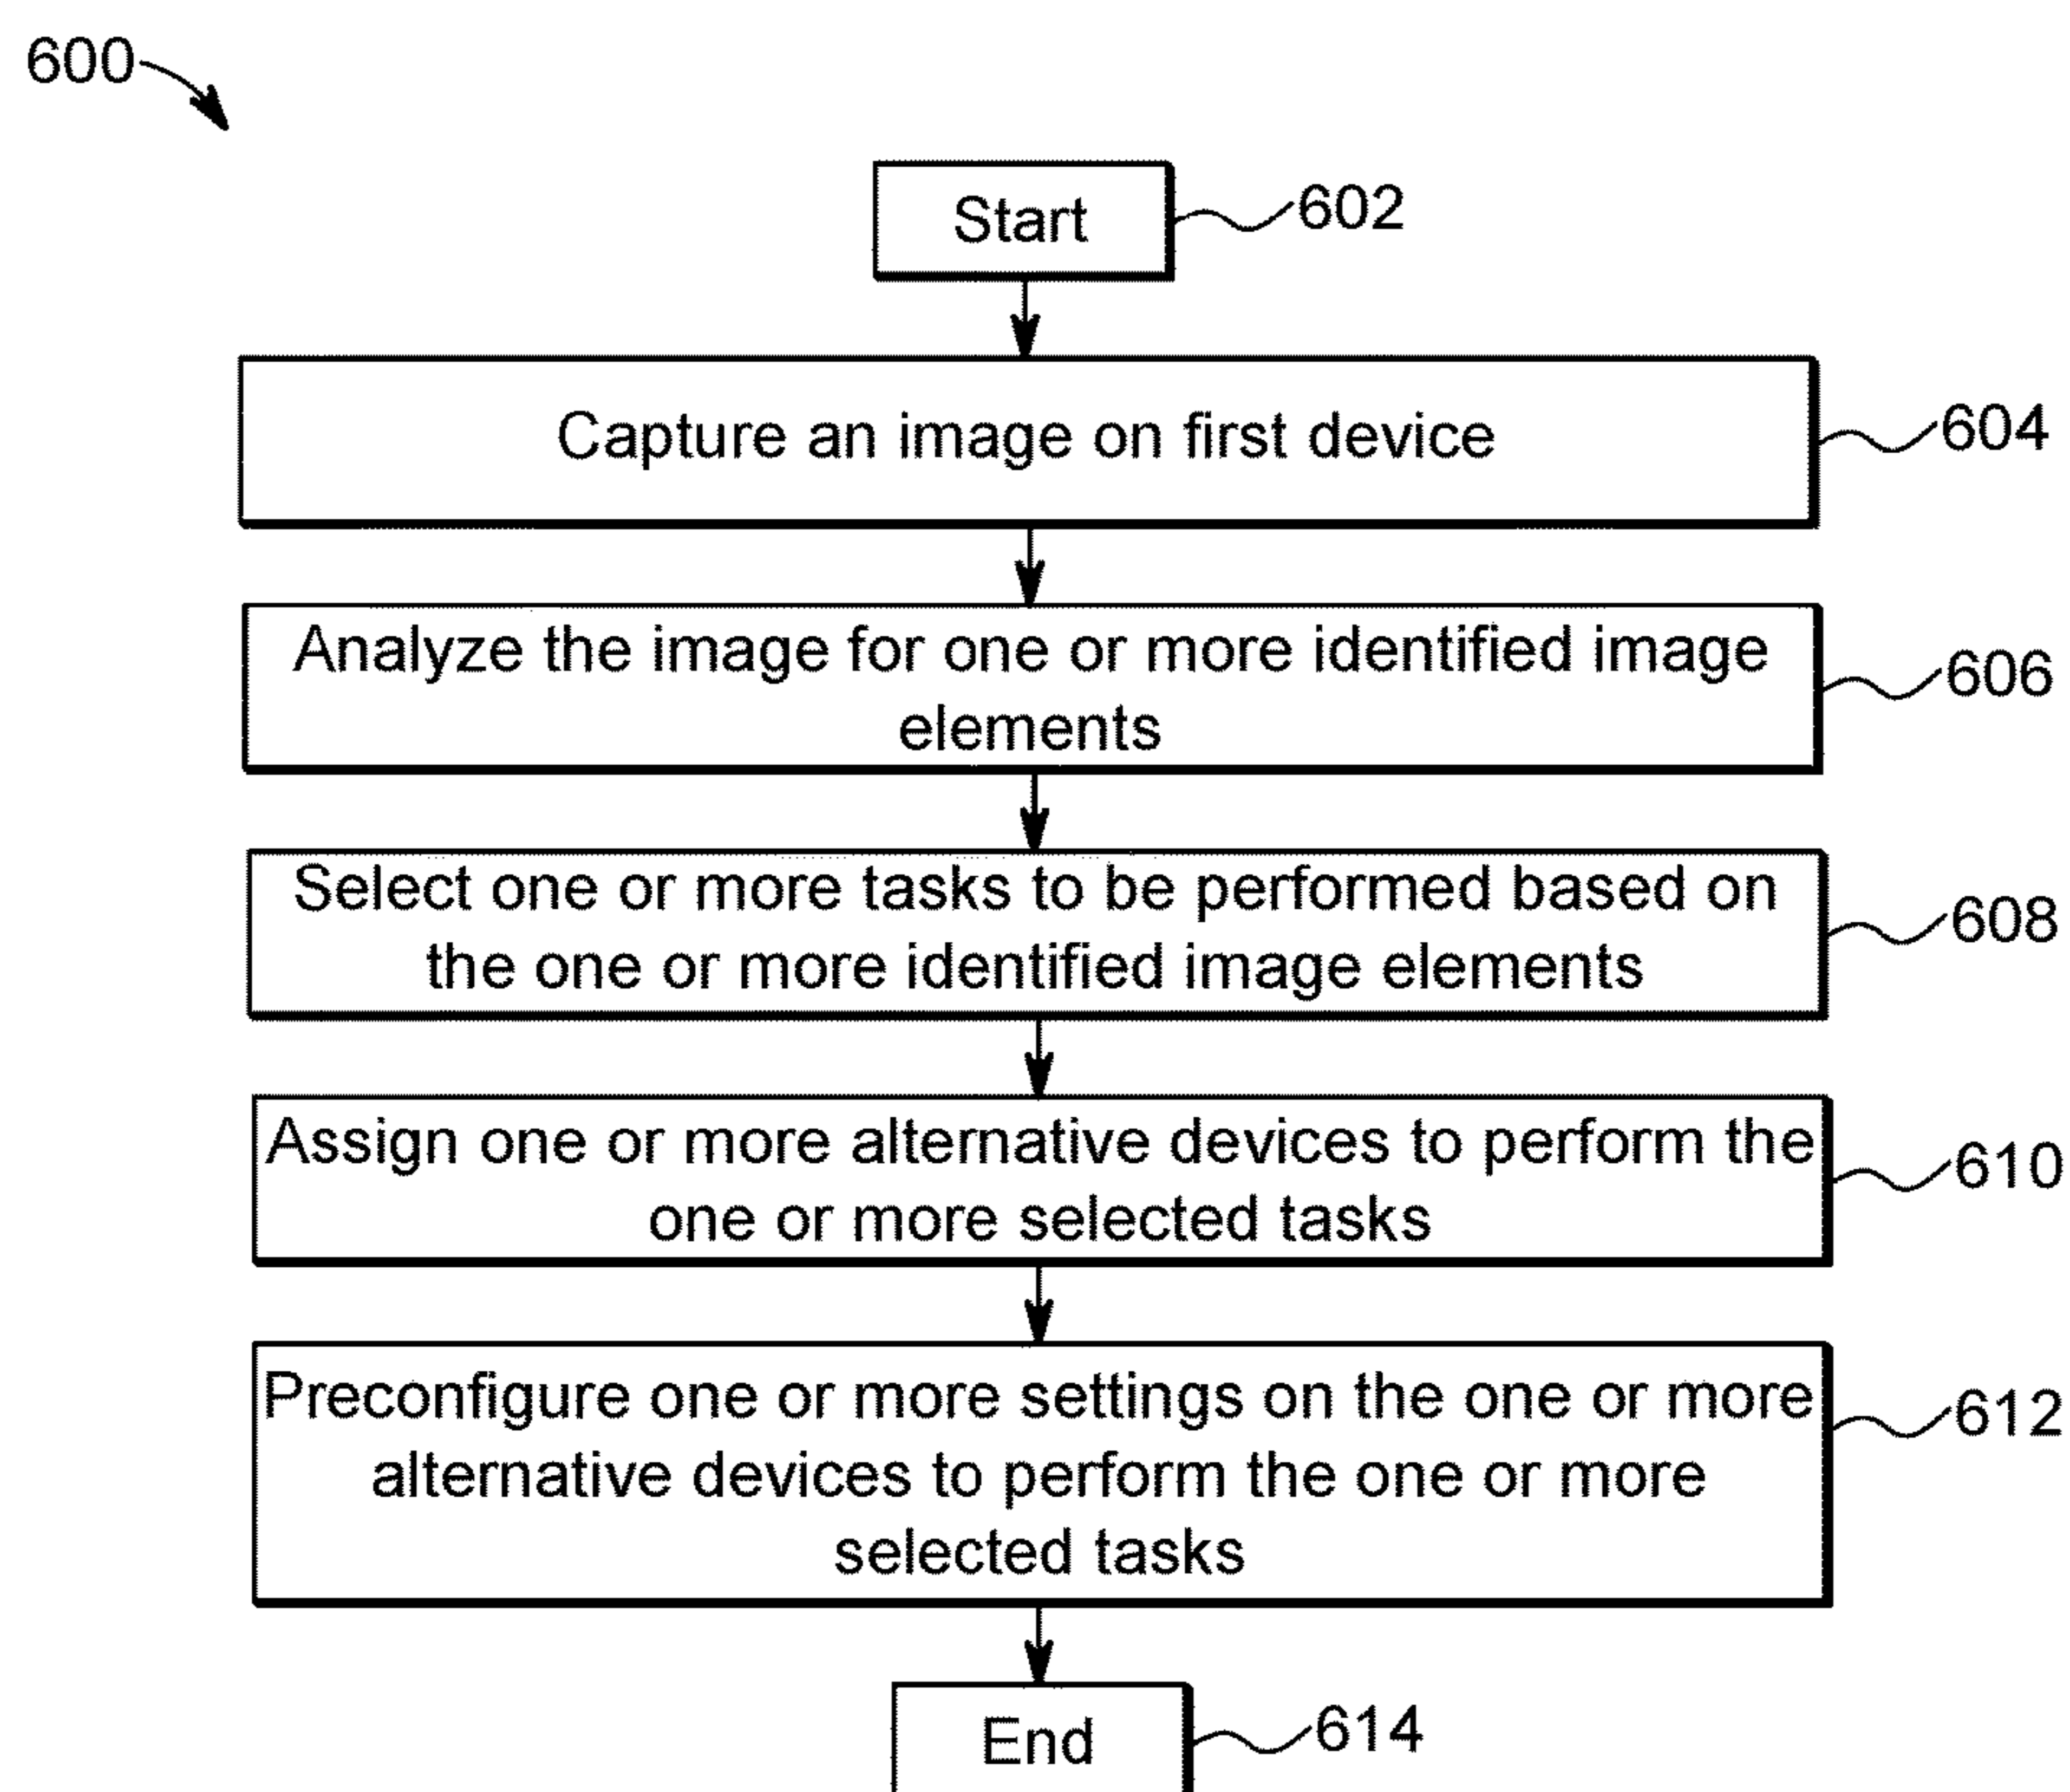 600
Start
602
Capture an image on first device
604
Analyze the image for one or more identified image
elements
606
Select one or more tasks to be performed based on
the one or more identified image elements
608
Assign one or more alternative devices to perform the
one or more selected tasks
610
Preconfigure one or more settings on the one or more
alternative devices to perform the one or more
selected tasks
612
End
614